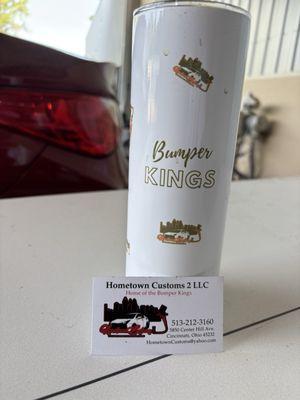 Bumper
KINGS
Hometown Customs 2 LLC
Home of the Bumper Kings
513-212-3160
5850 Center Hill Ave.
Cincinnati, Ohio 45232
HometownCustoms@yahoo.com